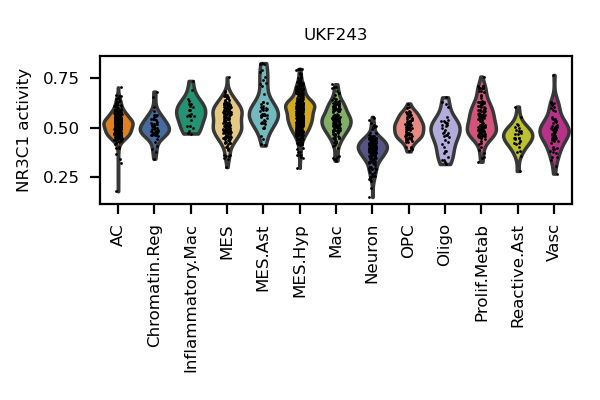 UKF243
NR3C1 activity
0.75
0.50
0.25
AC
Chromatin.Reg
Inflammatory.Mac
MES
MES.Ast
MES.Hyp
Mac
Neuron
OPC
Oligo
Prolif.Metab
Reactive.Ast
Vasc